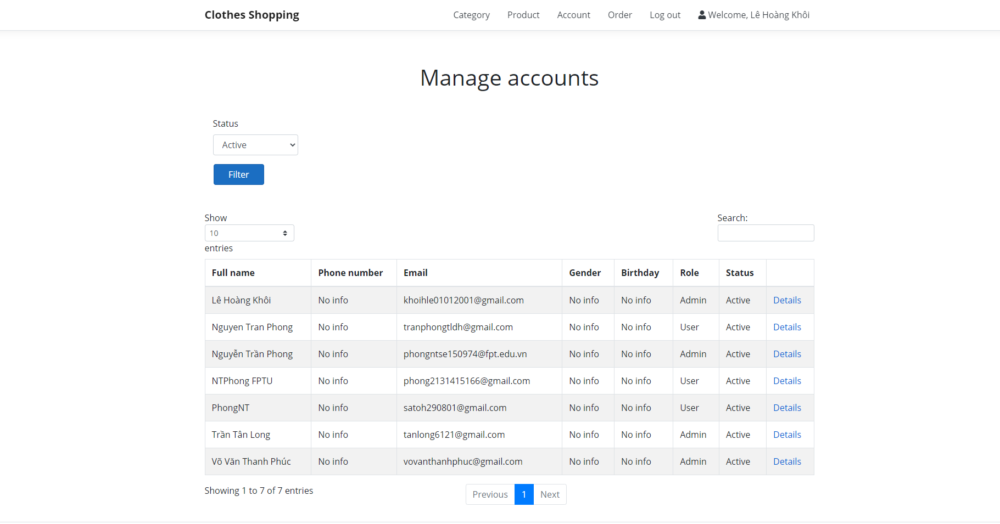 Clothes Shopping Category Product Account Order Log out Welcome, Lê Hoàng Khôi
Manage accounts
Status
Active
Filter
Show
10
entries
Search:
Full name Phone number Email Gender Birthday Role Status
Lê Hoàng Khôi No info khoihle01012001@gmail.com No info No info Admin Active Details
Nguyen Tran Phong No info tranphongtldh@gmail.com No info No info User Active Details
Nguyễn Trần Phong No info phongntse150974@fpt.edu.vn No info No info Admin Active Details
NTPhong FPTU No info phong2131415166@gmail.com No info No info User Active Details
PhongNT No info satoh290801@gmail.com No info No info User Active Details
Trần Tân Long No info tanlong6121@gmail.com No info No info Admin Active Details
Võ Văn Thanh Phúc No info vovanthanhphuc@gmail.com No info No info Admin Active Details
Showing 1 to 7 of 7 entries
Previous 1 Next